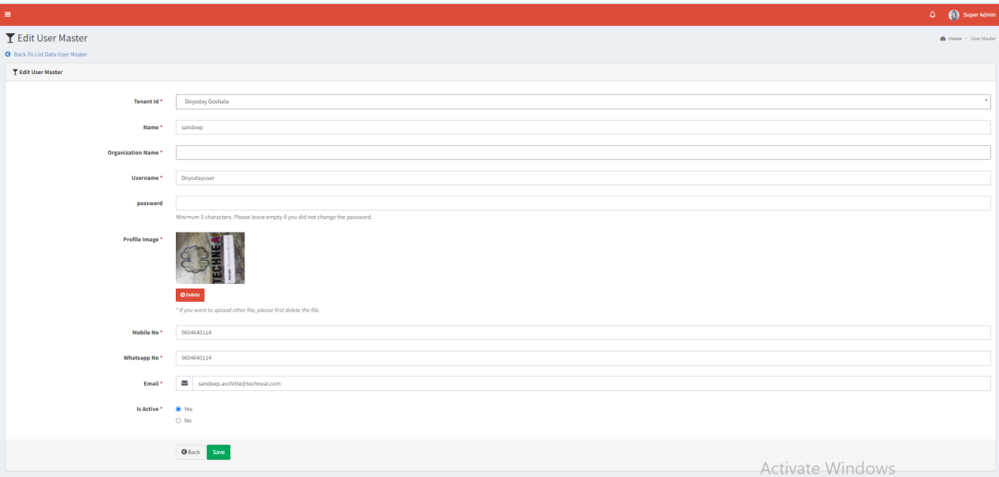 Super Admin
Edit User Master
Home > User Master
Back To List Data User Master
Edit User Master
Tenant Id * Doyoday Goshala
Name * sandeep
Organization Name *
Username * Doyodayuser
password
Minimum 5 characters. Please leave empty if you did not change the password.
Profile Image *
TECHNEA
Delete
* If you want to upload other file, please first delete the file.
Mobile No * 9604640114
Whatsapp No * 9604640114
Email * sandeep.avchitte@techneai.com
Is Active * Yes
No
Back Save
Activate Windows